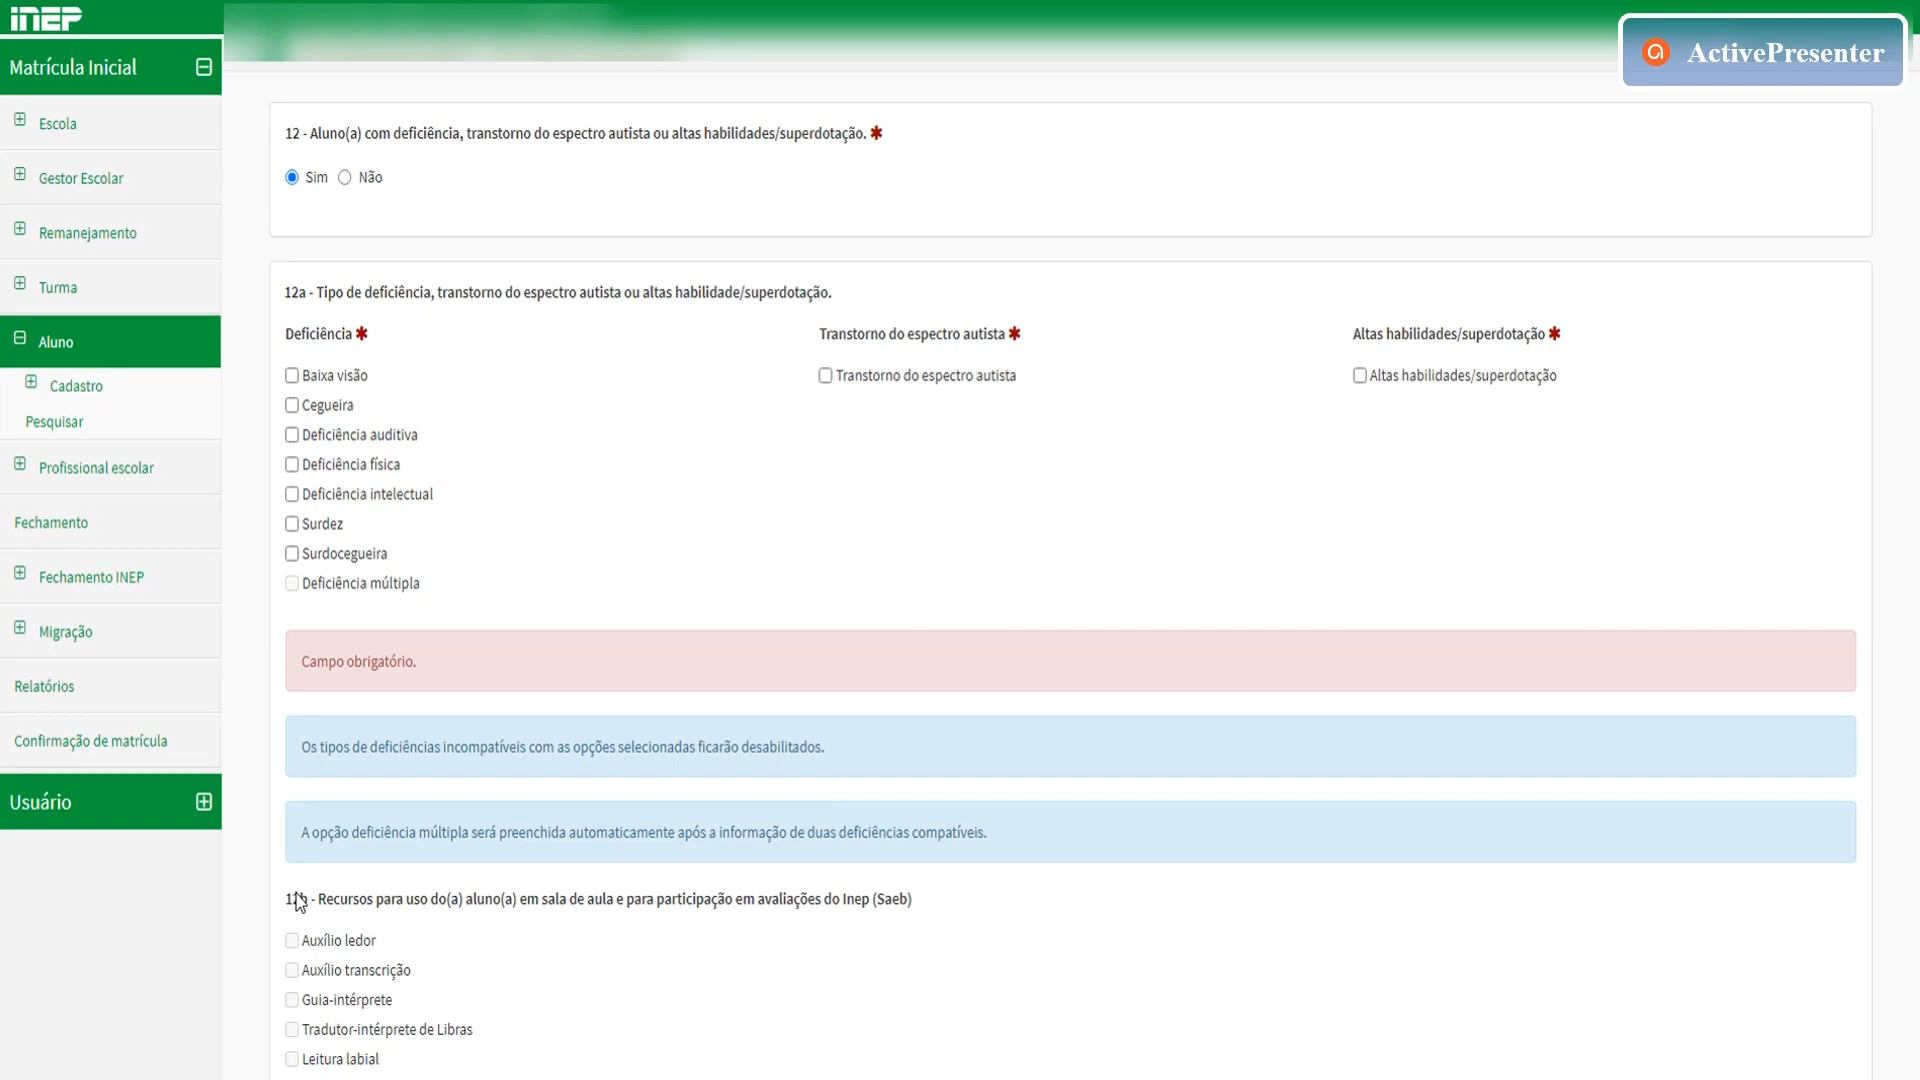 inep
ActivePresenter
Matrícula Inicial
Escola
Gestor Escolar
Remanejamento
Turma
Aluno
Cadastro
Pesquisar
Profissional escolar
Fechamento
Fechamento INEP
Migração
Relatórios
Confirmação de matrícula
Usuário
12 - Aluno(a) com deficiência, transtorno do espectro autista ou altas habilidades/superdotação. ✱
Sim Não
12a - Tipo de deficiência, transtorno do espectro autista ou altas habilidade/superdotação.
Deficiência ✱
Baixa visão
Cegueira
Deficiência auditiva
Deficiência física
Deficiência intelectual
Surdez
Surdocegueira
Deficiência múltipla
Transtorno do espectro autista ✱
Transtorno do espectro autista
Altas habilidades/superdotação ✱
Altas habilidades/superdotação
Campo obrigatório.
Os tipos de deficiências incompatíveis com as opções selecionadas ficarão desabilitados.
A opção deficiência múltipla será preenchida automaticamente após a informação de duas deficiências compatíveis.
12b - Recursos para uso do(a) aluno(a) em sala de aula e para participação em avaliações do Inep (Saeb)
Auxílio ledor
Auxílio transcrição
Guia-intérprete
Tradutor-intérprete de Libras
Leitura labial